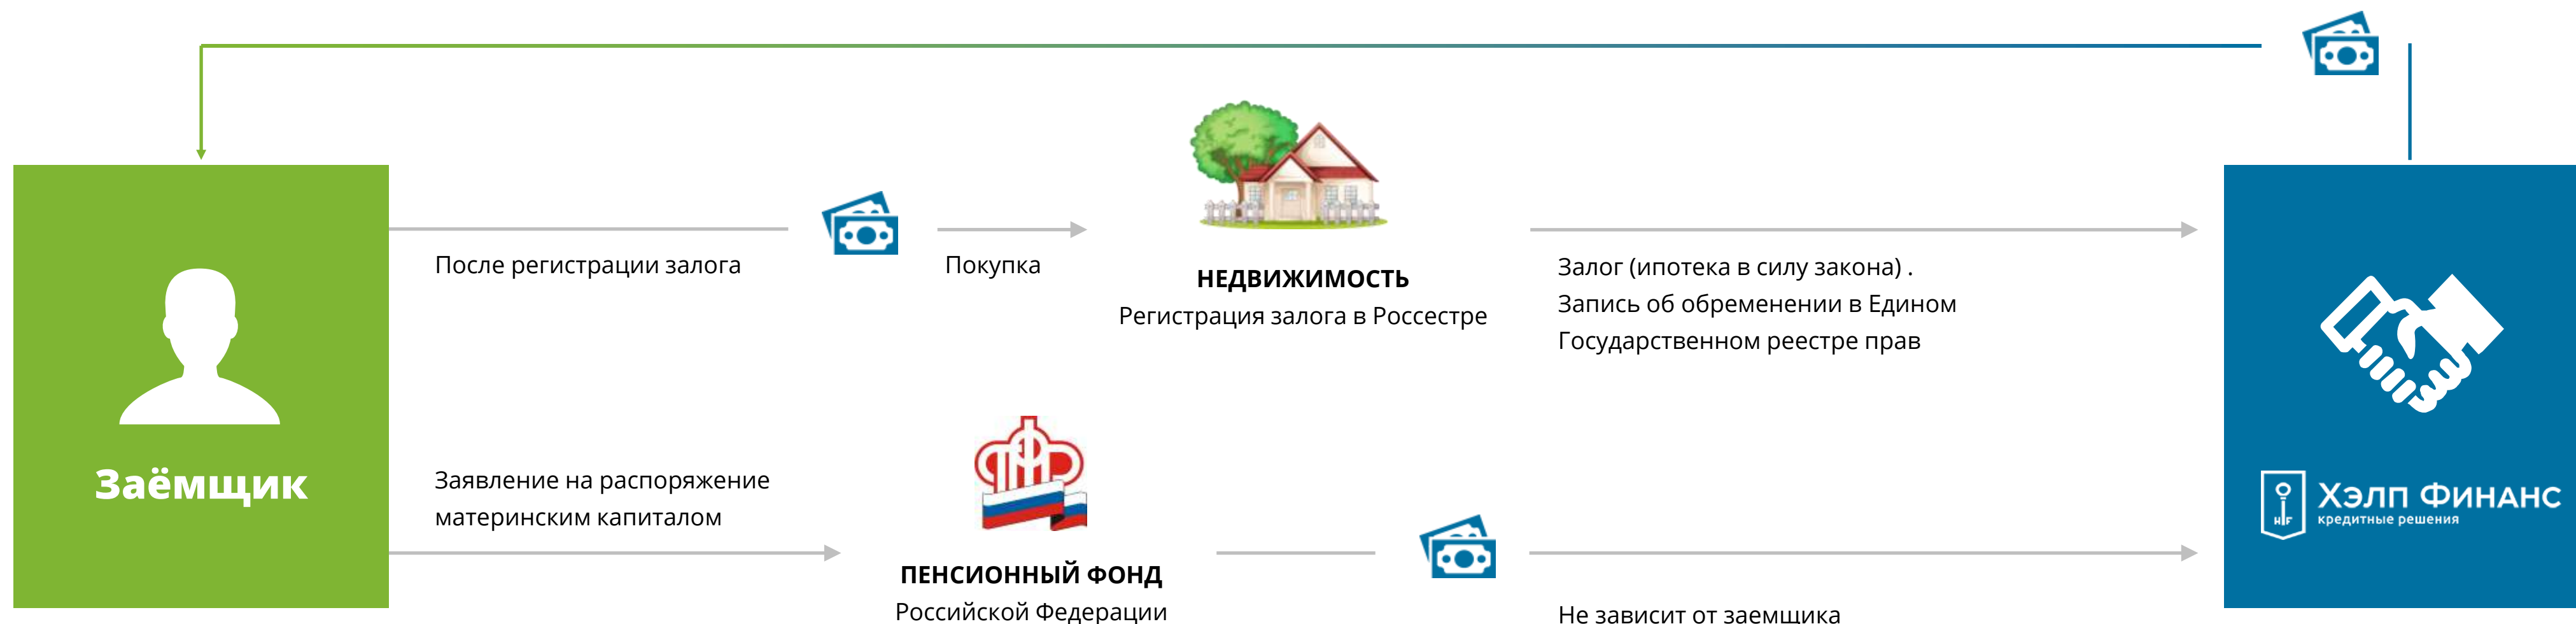 После регистрации залога
Покупка
НЕДВИЖИМОСТЬ
Регистрация залога в Россестре
Залог (ипотека в силу закона) .
Запись об обременении в Едином
Государственном реестре прав
Заёмщик
Заявление на распоряжение
материнским капиталом
ПЕНСИОННЫЙ ФОНД
Российской Федерации
Не зависит от заемщика
HF
Хэлп Финанс
кредитные решения